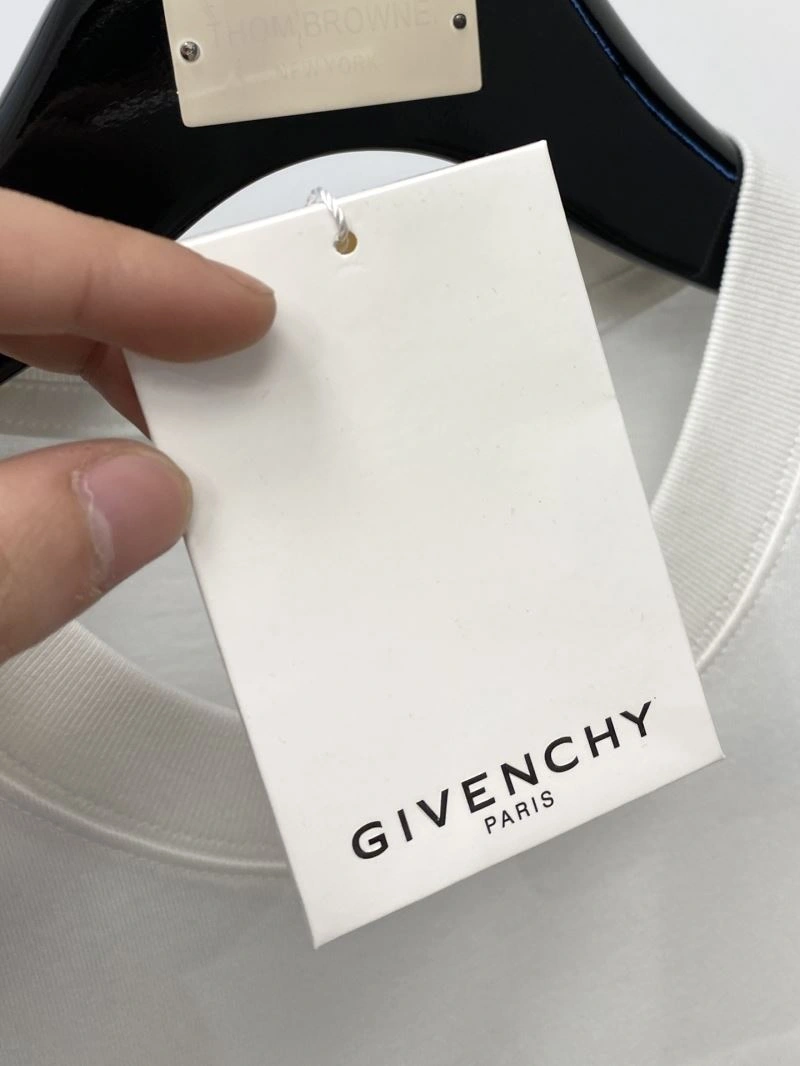 THOM BROWNE.
NEW YORK
GIVENCHY
PARIS